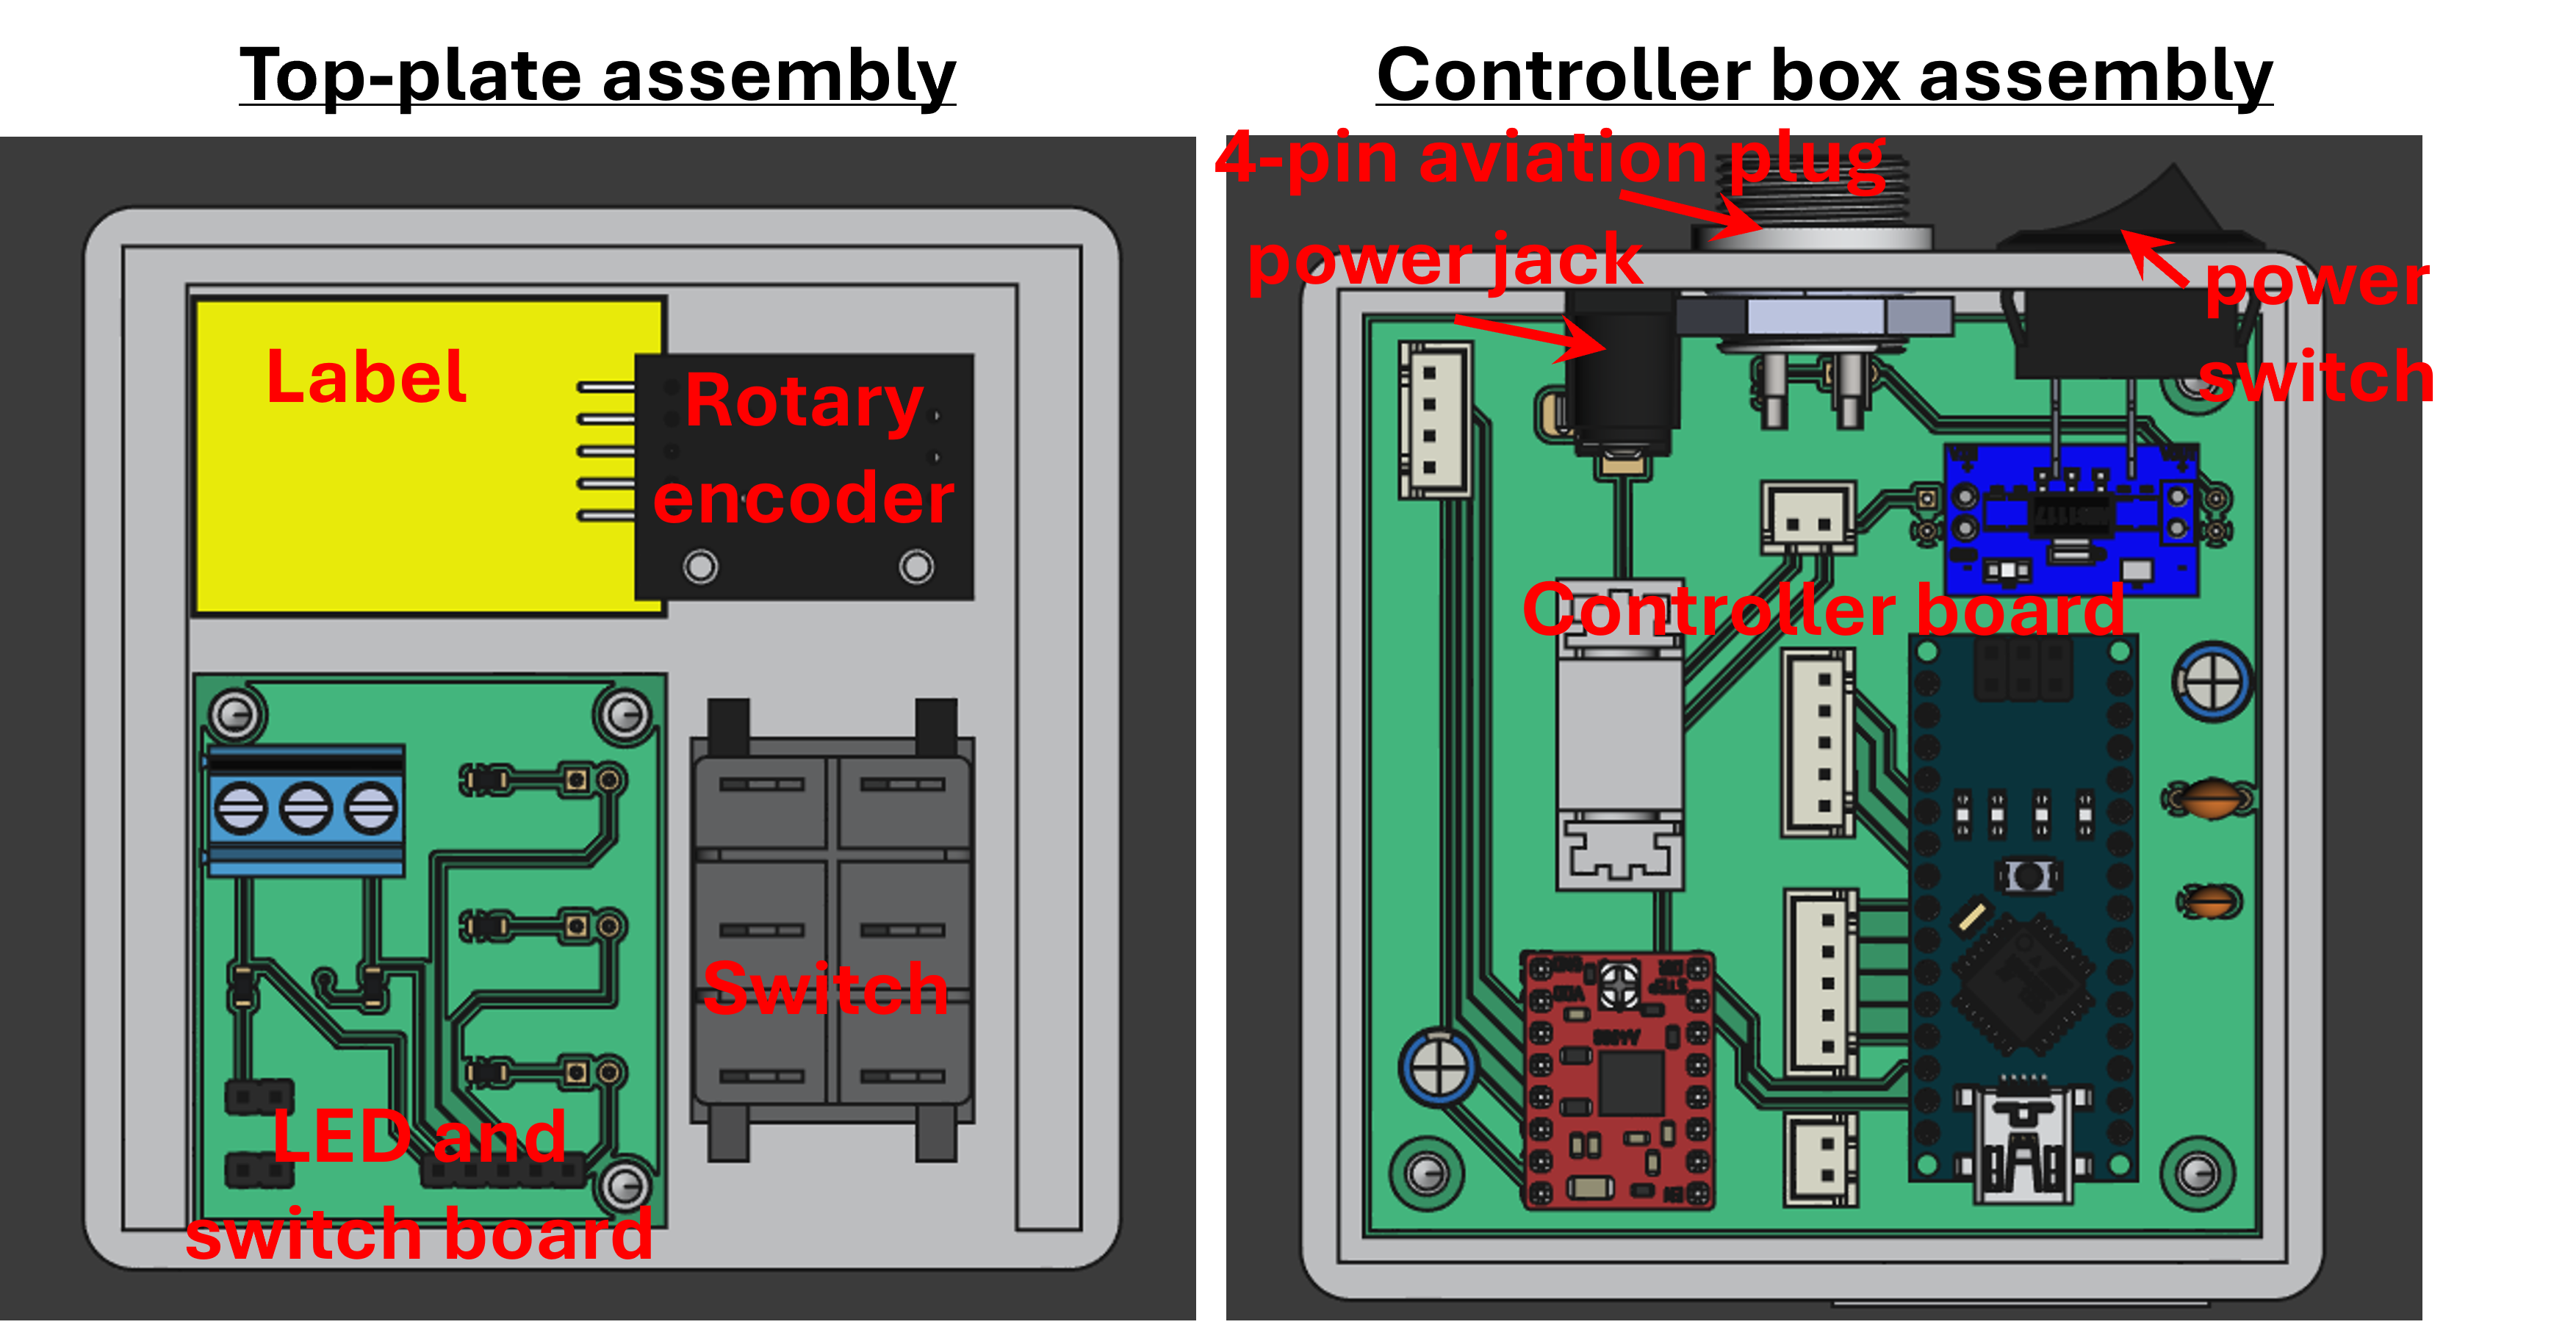 Top-plate assembly
Label
Rotary
encoder
Switch
LED and
switch board
Controller box assembly
4-pin aviation plug
power jack
power
switch
Controller board